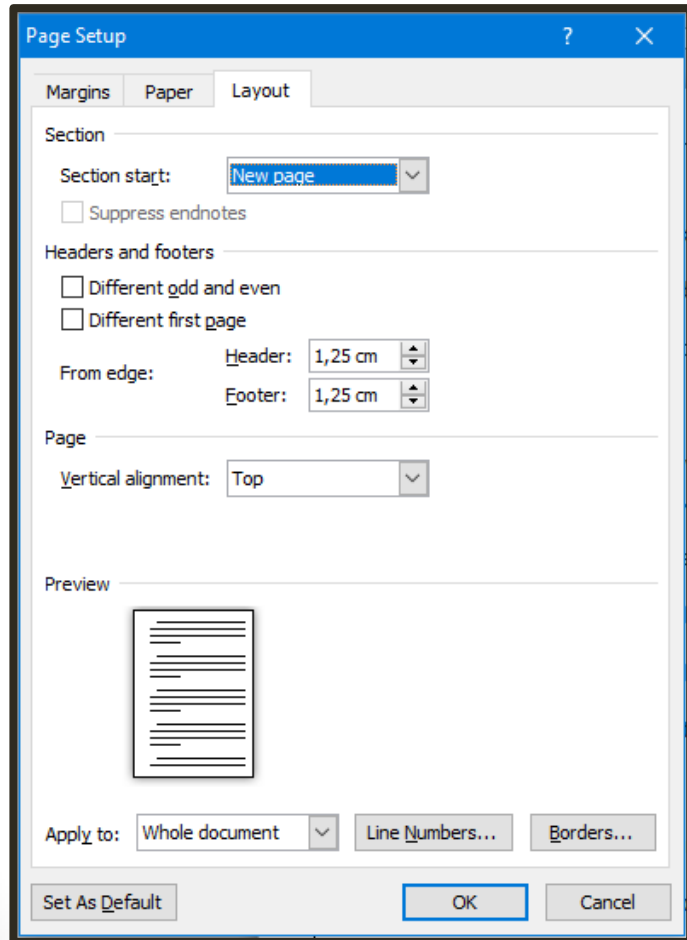 Page Setup ?
Margins Paper Layout
Section
Section start: New page
Suppress endnotes
Headers and footers
Different odd and even
Different first page
From edge:
Header: 1,25 cm
Footer: 1,25 cm
Page
Vertical alignment: Top
Preview
Apply to: Whole document Line Numbers... Borders...
Set As Default OK Cancel